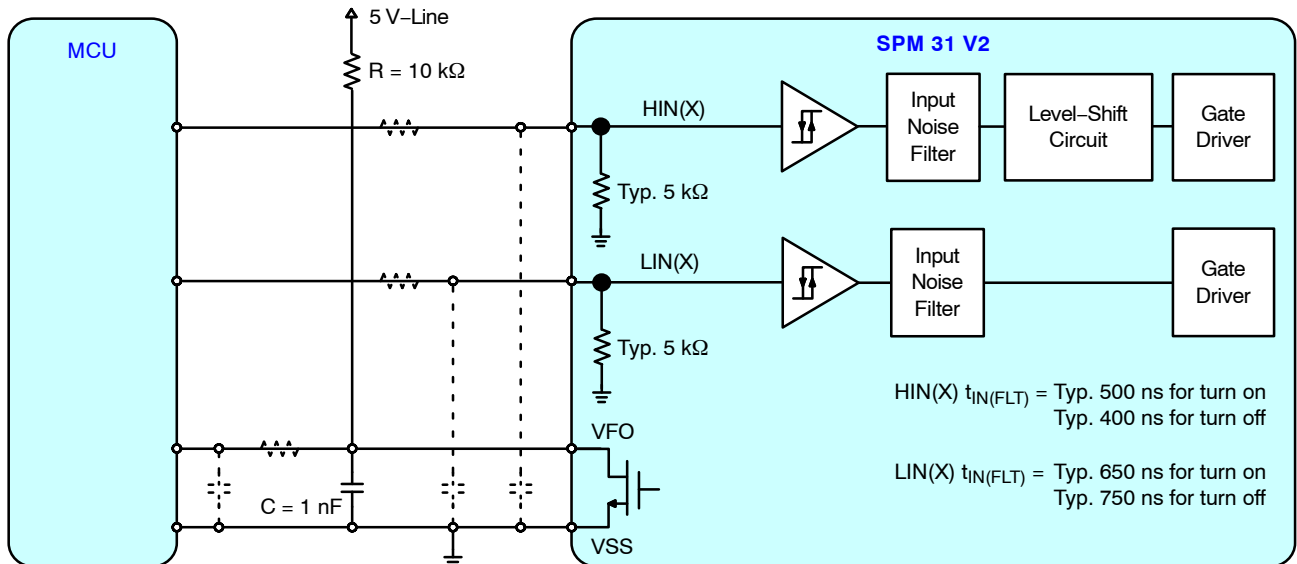 5 V–Line
MCU
SPM 31 V2
R = 10 kΩ
HIN(X)
Input
Noise
Filter
Level–Shift
Circuit
Gate
Driver
Typ. 5 kΩ
LIN(X)
Input
Noise
Filter
Gate
Driver
Typ. 5 kΩ
HIN(X) tIN(FLT) = Typ. 500 ns for turn on
Typ. 400 ns for turn off
VFO
LIN(X) tIN(FLT) = Typ. 650 ns for turn on
Typ. 750 ns for turn off
C = 1 nF
VSS